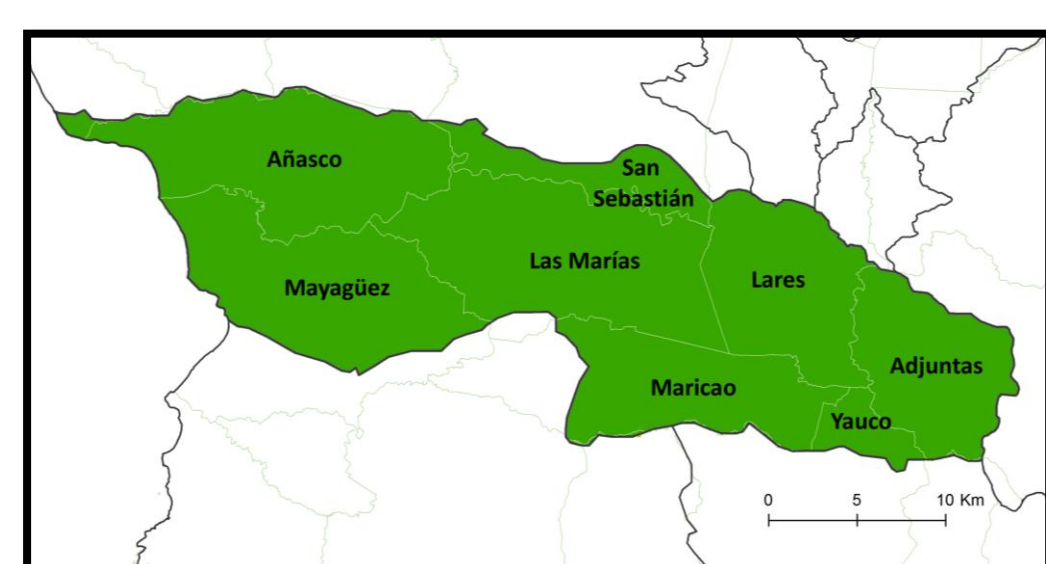 Añasco
San
Sebastián
Las Marías
Mayagüez
Lares
Adjuntas
Maricao
Yauco
0 5 10 Km